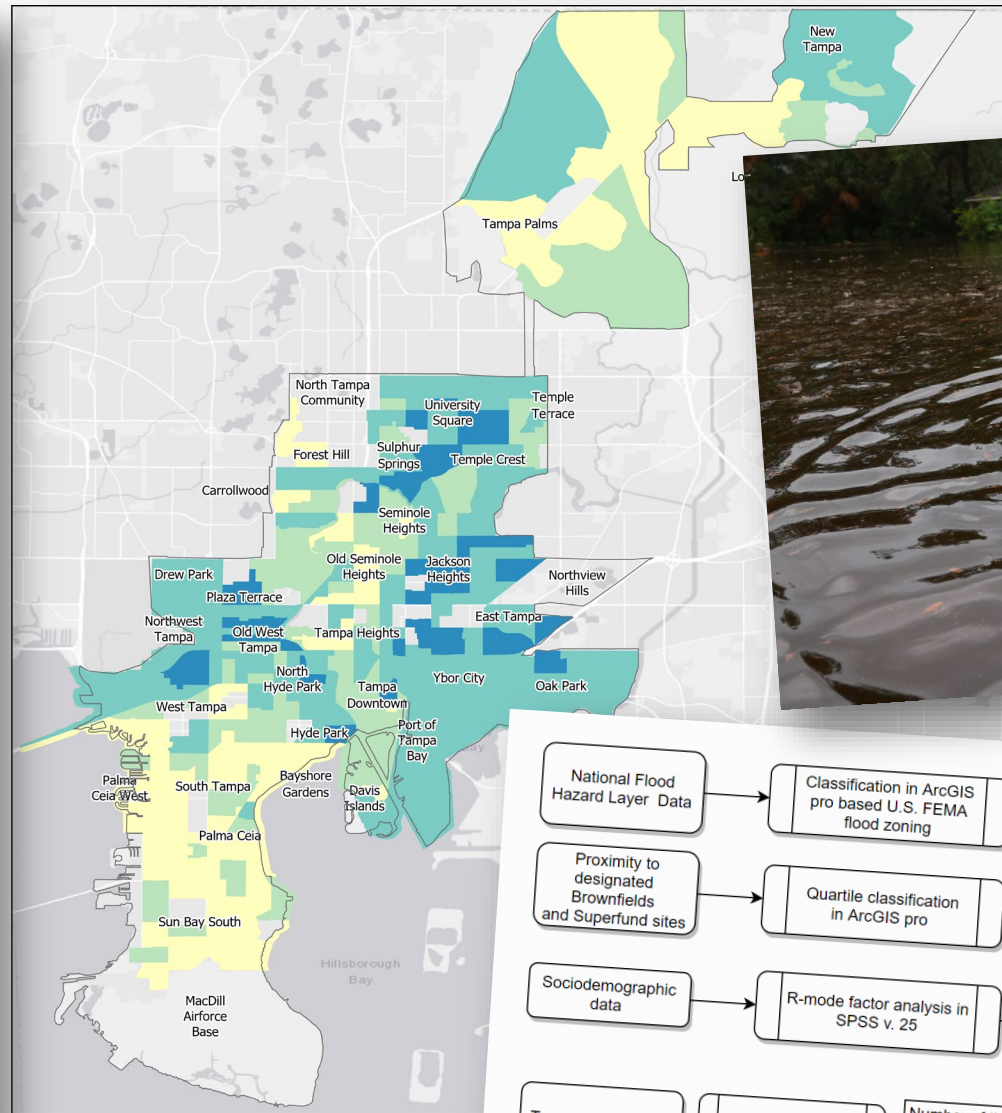 New
Tampa
Tampa Palms
North Tampa
Community
University
Square
Temple
Terrace
Forest Hill
Sulphur
Springs
Temple Crest
Carrollwood
Seminole
Heights
Old Seminole
Heights
Jackson
Heights
Drew Park
Northview
Hills
Plaza Terrace
East Tampa
Northwest
Tampa
Old West
Tampa
Tampa Heights
North
Hyde Park
Ybor City
Tampa
Downtown
Oak Park
West Tampa
Hyde Park
Port of
Tampa
Bay
Bayshore
Gardens
Palma
Ceia West
South Tampa
Davis
Islands
Palma Ceia
Sun Bay South
Hillsborough
Bay
MacDill
Airforce
Base
National Flood
Hazard Layer Data
Classification in ArcGIS
pro based U.S. FEMA
flood zoning
Proximity to
designated
Brownfields
and Superfund sites
Quartile classification
in ArcGIS pro
Sociodemographic
data
R-mode factor analysis in
SPSS v. 25